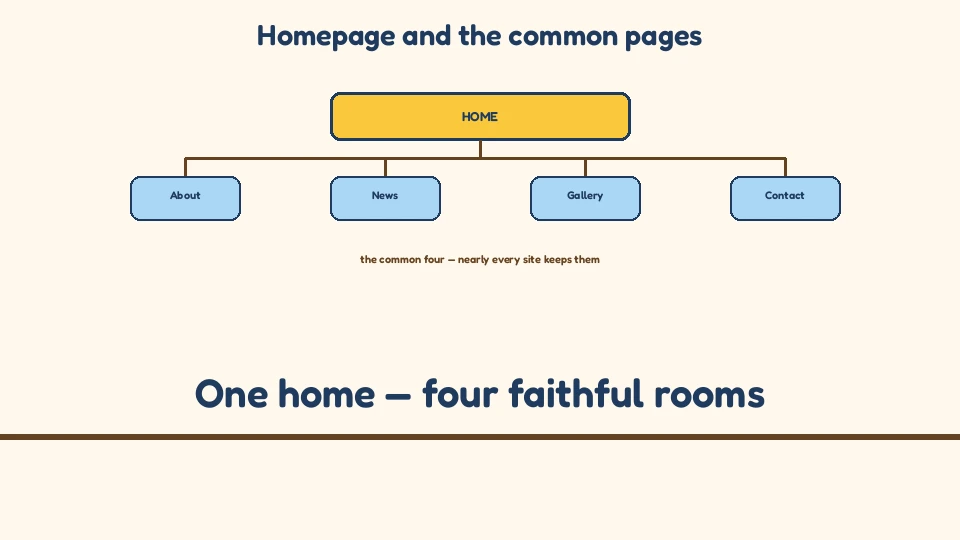 Homepage and the common pages
HOME
About
News
Gallery
Contact
the common four — nearly every site keeps them
One home — four faithful rooms